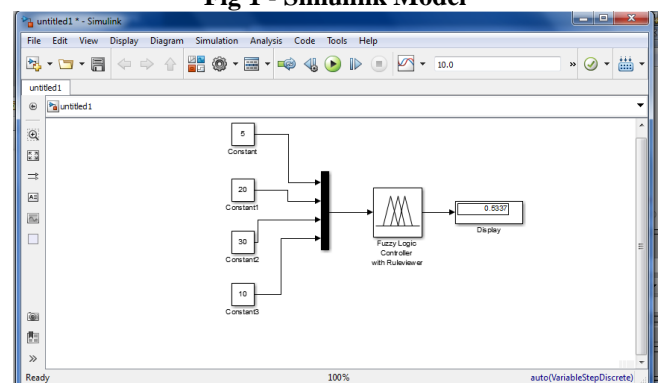 Fig 1 - Simulink Model
untitled1 * - Simulink
File Edit View Display Diagram Simulation Analysis Code Tools Help
10.0
»
untitled1
untitled1
5
Constant
20
Constant1
30
Constant2
10
Constant3
Fuzzy Logic
Controller
with Ruleviewer
0.5337
Display
»
Ready
100%
auto(VariableStepDiscrete)